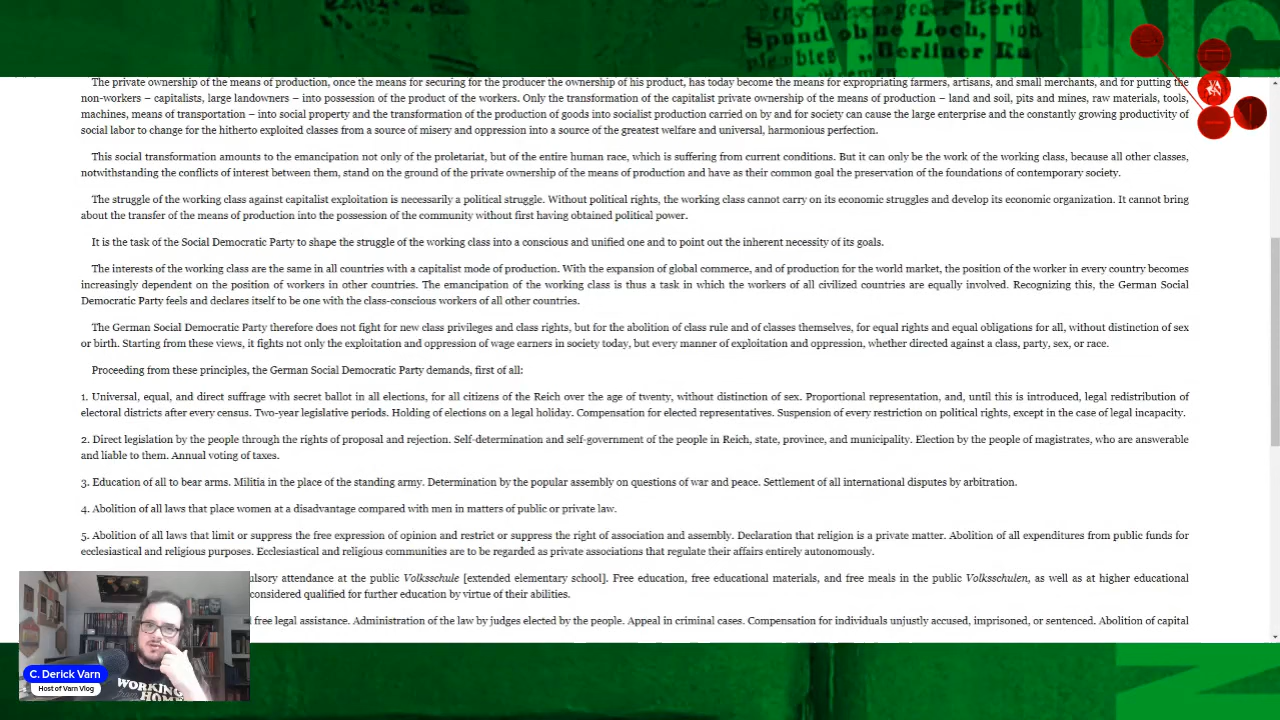 eny Tarragener Berth
Spund ohne Loch, von
pleables „Berliner Ru
The private ownership of the means of production, once the means for securing for the producer the ownership of his product, has today become the means for expropriating farmers, artisans, and small merchants, and for putting the
non-workers – capitalists, large landowners – into possession of the product of the workers. Only the transformation of the capitalist private ownership of the means of production – land and soil, pits and mines, raw materials, tools,
machines, means of transportation – into social property and the transformation of the production of goods into socialist production carried on by and for society can cause the large enterprise and the constantly growing productivity of
social labor to change for the hitherto exploited classes from a source of misery and oppression into a source of the greatest welfare and universal, harmonious perfection.
This social transformation amounts to the emancipation not only of the proletariat, but of the entire human race, which is suffering from current conditions. But it can only be the work of the working class, because all other classes,
notwithstanding the conflicts of interest between them, stand on the ground of the private ownership of the means of production and have as their common goal the preservation of the foundations of contemporary society.
The struggle of the working class against capitalist exploitation is necessarily a political struggle. Without political rights, the working class cannot carry on its economic struggles and develop its economic organization. It cannot bring
about the transfer of the means of production into the possession of the community without first having obtained political power.
It is the task of the Social Democratic Party to shape the struggle of the working class into a conscious and unified one and to point out the inherent necessity of its goals.
The interests of the working class are the same in all countries with a capitalist mode of production. With the expansion of global commerce, and of production for the world market, the position of the worker in every country becomes
increasingly dependent on the position of workers in other countries. The emancipation of the working class is thus a task in which the workers of all civilized countries are equally involved. Recognizing this, the German Social
Democratic Party feels and declares itself to be one with the class-conscious workers of all other countries.
The German Social Democratic Party therefore does not fight for new class privileges and class rights, but for the abolition of class rule and of classes themselves, for equal rights and equal obligations for all, without distinction of sex
or birth. Starting from these views, it fights not only the exploitation and oppression of wage earners in society today, but every manner of exploitation and oppression, whether directed against a class, party, sex, or race.
Proceeding from these principles, the German Social Democratic Party demands, first of all:
1. Universal, equal, and direct suffrage with secret ballot in all elections, for all citizens of the Reich over the age of twenty, without distinction of sex. Proportional representation, and, until this is introduced, legal redistribution of
electoral districts after every census. Two-year legislative periods. Holding of elections on a legal holiday. Compensation for elected representatives. Suspension of every restriction on political rights, except in the case of legal incapacity.
2. Direct legislation by the people through the rights of proposal and rejection. Self-determination and self-government of the people in Reich, state, province, and municipality. Election by the people of magistrates, who are answerable
and liable to them. Annual voting of taxes.
3. Education of all to bear arms. Militia in the place of the standing army. Determination by the popular assembly on questions of war and peace. Settlement of all international disputes by arbitration.
4. Abolition of all laws that place women at a disadvantage compared with men in matters of public or private law.
5. Abolition of all laws that limit or suppress the free expression of opinion and restrict or suppress the right of association and assembly. Declaration that religion is a private matter. Abolition of all expenditures from public funds for
ecclesiastical and religious purposes. Ecclesiastical and religious communities are to be regarded as private associations that regulate their affairs entirely autonomously.
ulsory attendance at the public Volksschule [extended elementary school]. Free education, free educational materials, and free meals in the public Volksschulen, as well as at higher educational
considered qualified for further education by virtue of their abilities.
free legal assistance. Administration of the law by judges elected by the people. Appeal in criminal cases. Compensation for individuals unjustly accused, imprisoned, or sentenced. Abolition of capital
C. Derick Varn
Host of Varn Vlog
WORKING